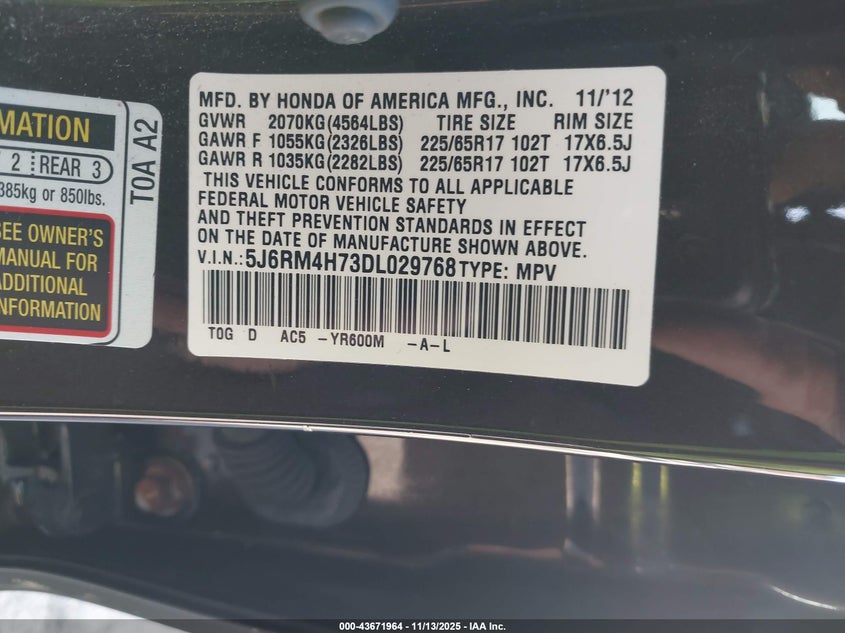 MATION
2 REAR 3
385kg or 850lbs.
SEE OWNER'S
MANUAL FOR
ADDITIONAL
INFORMATION
T0A A2
MFD. BY HONDA OF AMERICA MFG., INC. 11/'12
GVWR 2070KG(4564LBS) TIRE SIZE RIM SIZE
GAWR F 1055KG(2326LBS) 225/65R17 102T 17X6.5J
GAWR R 1035KG(2282LBS) 225/65R17 102T 17X6.5J
THIS VEHICLE CONFORMS TO ALL APPLICABLE
FEDERAL MOTOR VEHICLE SAFETY
AND THEFT PREVENTION STANDARDS IN EFFECT
ON THE DATE OF MANUFACTURE SHOWN ABOVE.
V.I.N.:5J6RM4H73DL029768 TYPE: MPV
T0G D AC5 -YR600M -A-L
000-43671964 - 11/13/2025 - IAA Inc.